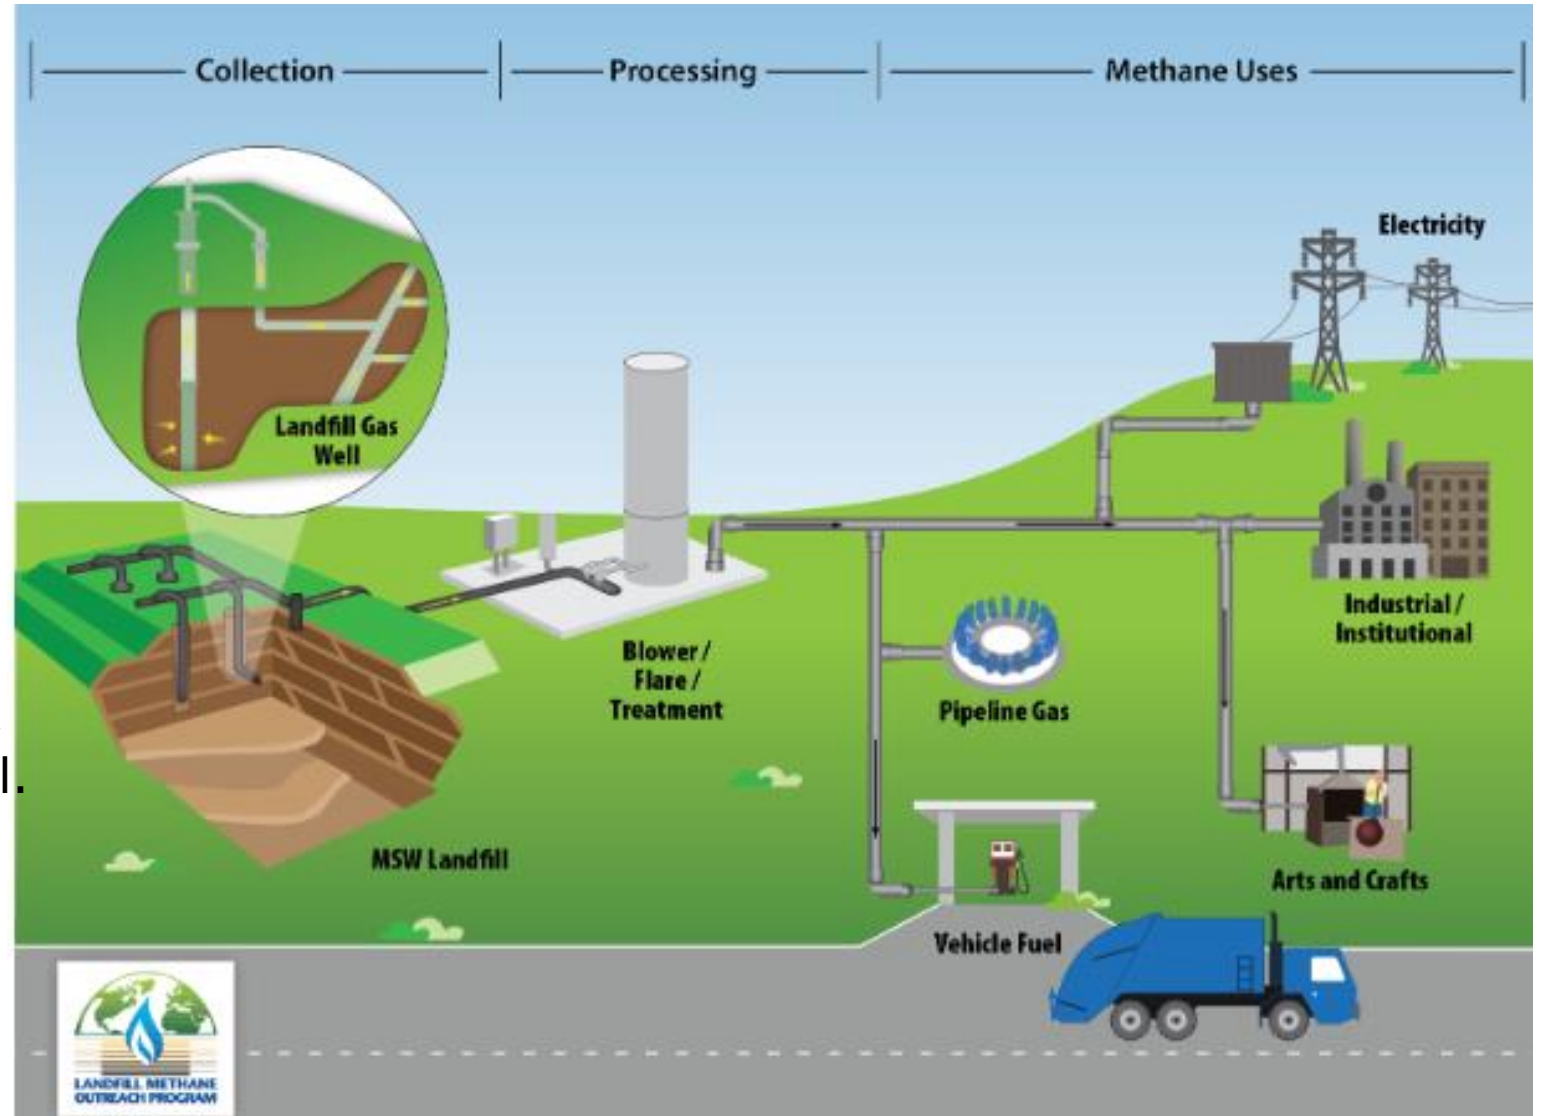 Collection
Processing
Methane Uses
Electricity
Landfill Gas
Well
Industrial /
Institutional
Blower /
Flare /
Treatment
Pipeline Gas
l.
MSW Landfill
Arts and Crafts
Vehicle Fuel
LANDFILL METHANE
OUTREACH PROGRAM